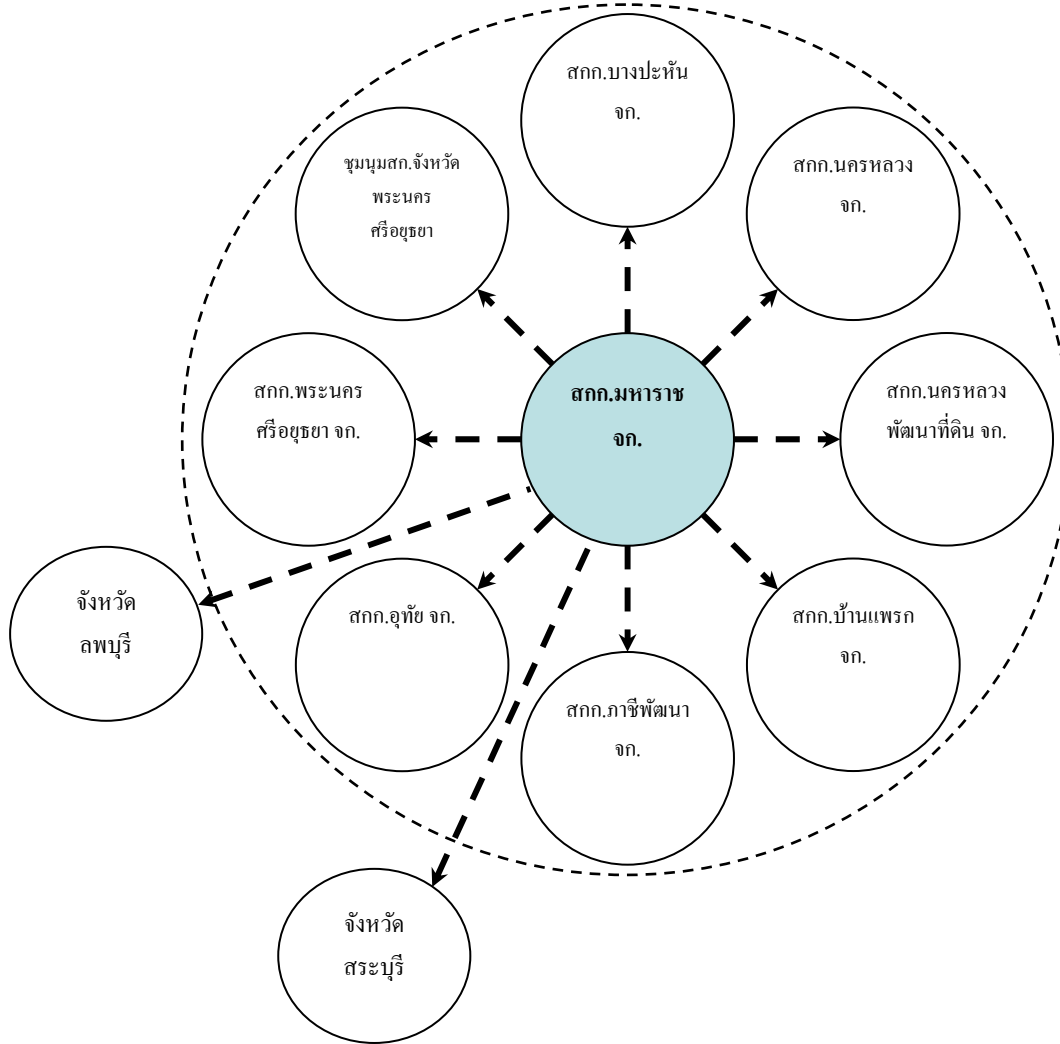 สกก.บางปะหัน
จก.
ชุมนุมสก.จังหวัด
พระนคร
ศรีอยุธยา
สกก.นครหลวง
จก.
สกก.พระนคร
ศรีอยุธยา จก.
สกก.มหาราช
จก.
สกก.นครหลวง
พัฒนาที่ดิน จก.
จังหวัด
ลพบุรี
สกก.อุทัย จก.
สกก.บ้านแพรก
จก.
สกก.ภาชีพัฒนา
จก.
จังหวัด
สระบุรี